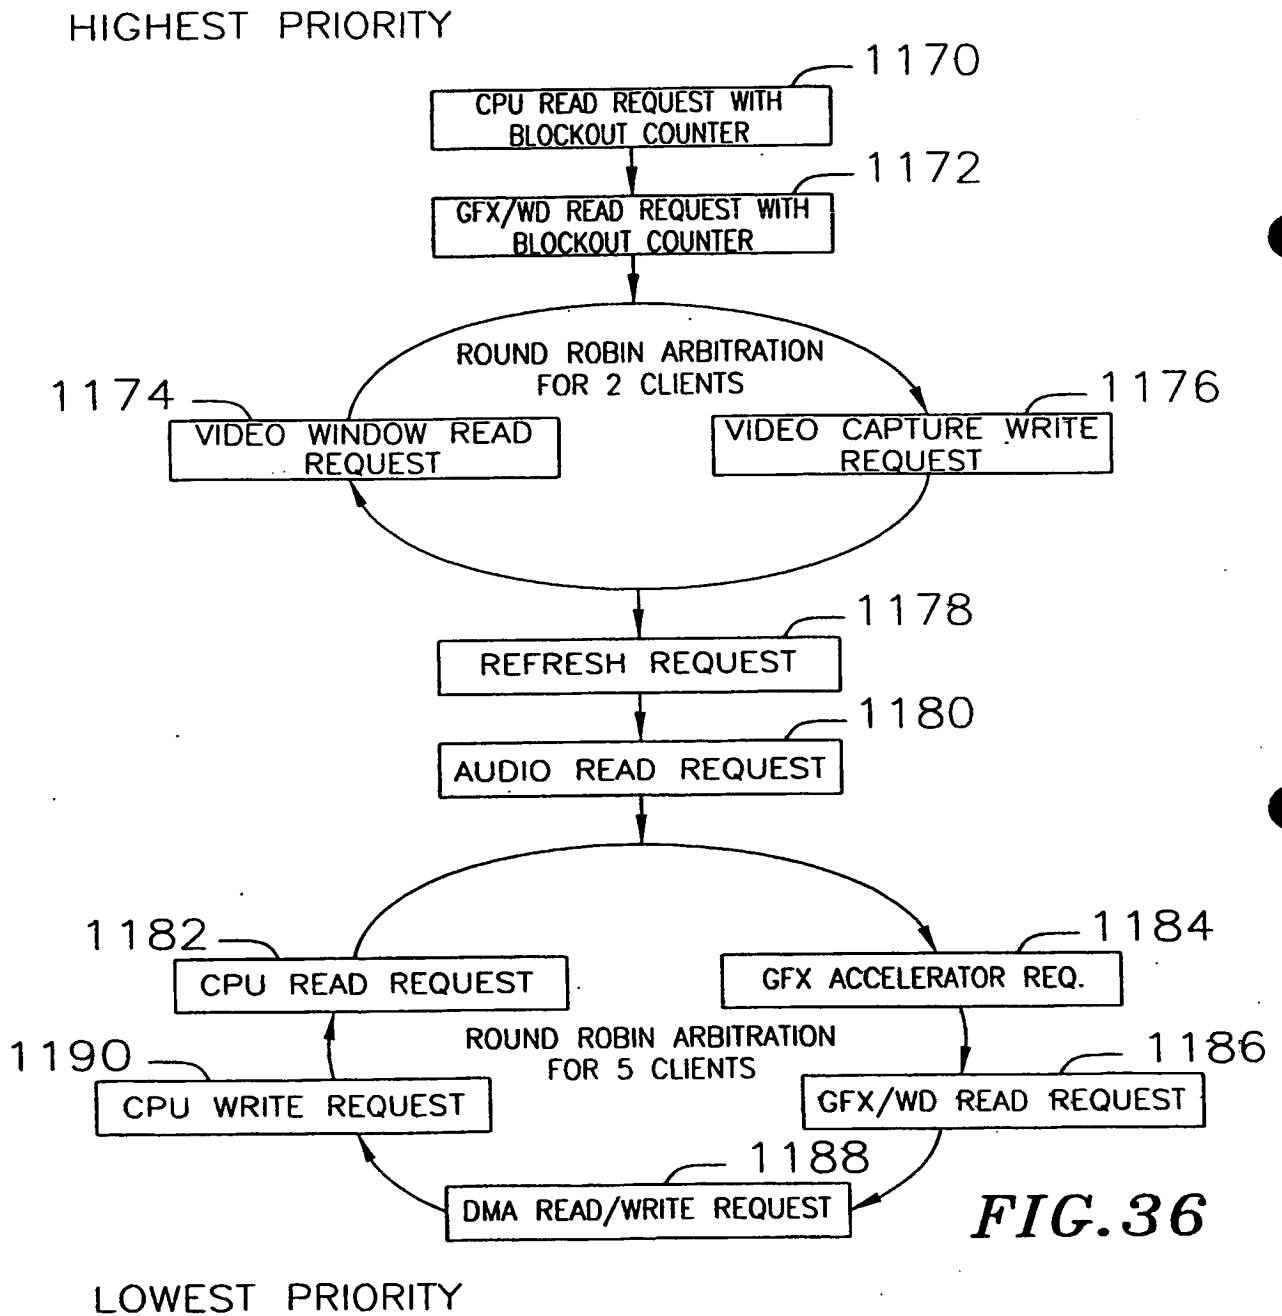 HIGHEST PRIORITY
1170
CPU READ REQUEST WITH
BLOCKOUT COUNTER
1172
GFX/WD READ REQUEST WITH
BLOCKOUT COUNTER
ROUND ROBIN ARBITRATION
FOR 2 CLIENTS
1174
VIDEO WINDOW READ
REQUEST
1176
VIDEO CAPTURE WRITE
REQUEST
1178
REFRESH REQUEST
1180
AUDIO READ REQUEST
1182
CPU READ REQUEST
1184
GFX ACCELERATOR REQ.
ROUND ROBIN ARBITRATION
FOR 5 CLIENTS
1190
CPU WRITE REQUEST
1186
GFX/WD READ REQUEST
1188
DMA READ/WRITE REQUEST
FIG.36
LOWEST PRIORITY